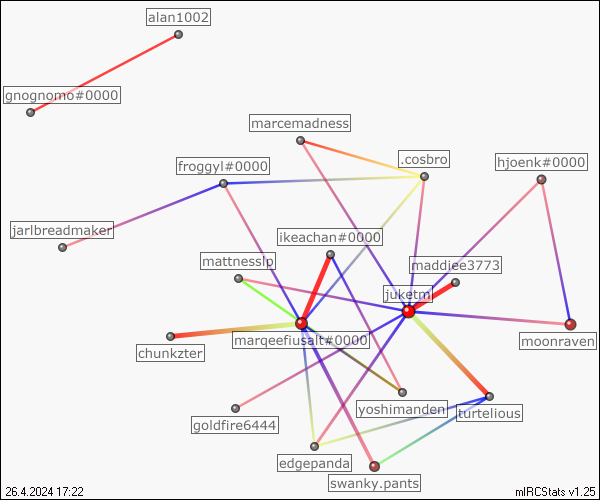 alan1002
gnognomo#0000
marcemadness
.cosbro
froggyl#0000
hjoenk#0000
jarlbreadmaker
ikeachan#0000
mattnesslp
maddiee3773
juketm
marqeefiusalt#0000
moonraven
chunkzter
yoshimanden
turtelious
goldfire6444
edgepanda
swanky.pants
26.4.2024 17:22
mIRCStats v1.25